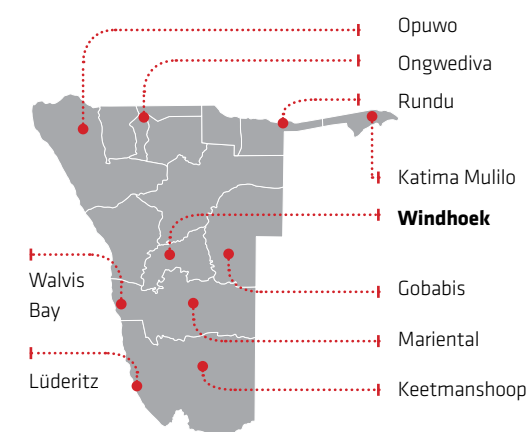 Opuwo
Ongwediva
Rundu
Katima Mulilo
Windhoek
Gobabis
Mariental
Keetmanshoop
Walvis
Bay
Lüderitz